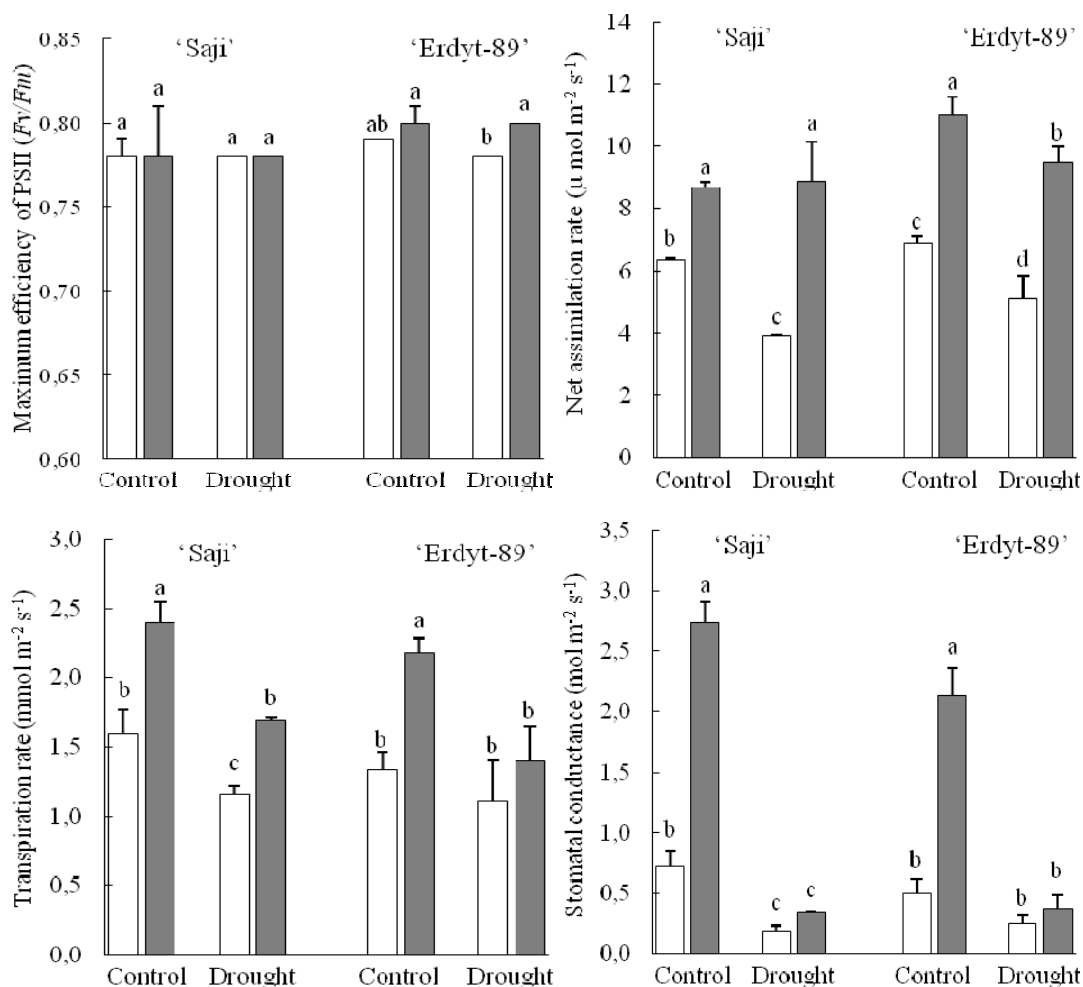 Maximum efficiency of PSII (Fv/Fm)
0,85
0,80
0,75
0,70
0,65
0,60
‘Saji’
‘Erdyt-89’
a a a a ab a b a
Control Drought Control Drought
Net assimilation rate (μ mol m⁻² s⁻¹)
14
12
10
8
6
4
2
0
‘Saji’
‘Erdyt-89’
b a c a c a d b
Control Drought Control Drought
Transpiration rate (mmol m⁻² s⁻¹)
3,0
2,5
2,0
1,5
1,0
0,5
0,0
‘Saji’
‘Erdyt-89’
b a c b b a b b
Control Drought Control Drought
Stomatal conductance (mol m⁻² s⁻¹)
3,5
3,0
2,5
2,0
1,5
1,0
0,5
0,0
‘Saji’
‘Erdyt-89’
b a c c b a b b
Control Drought Control Drought